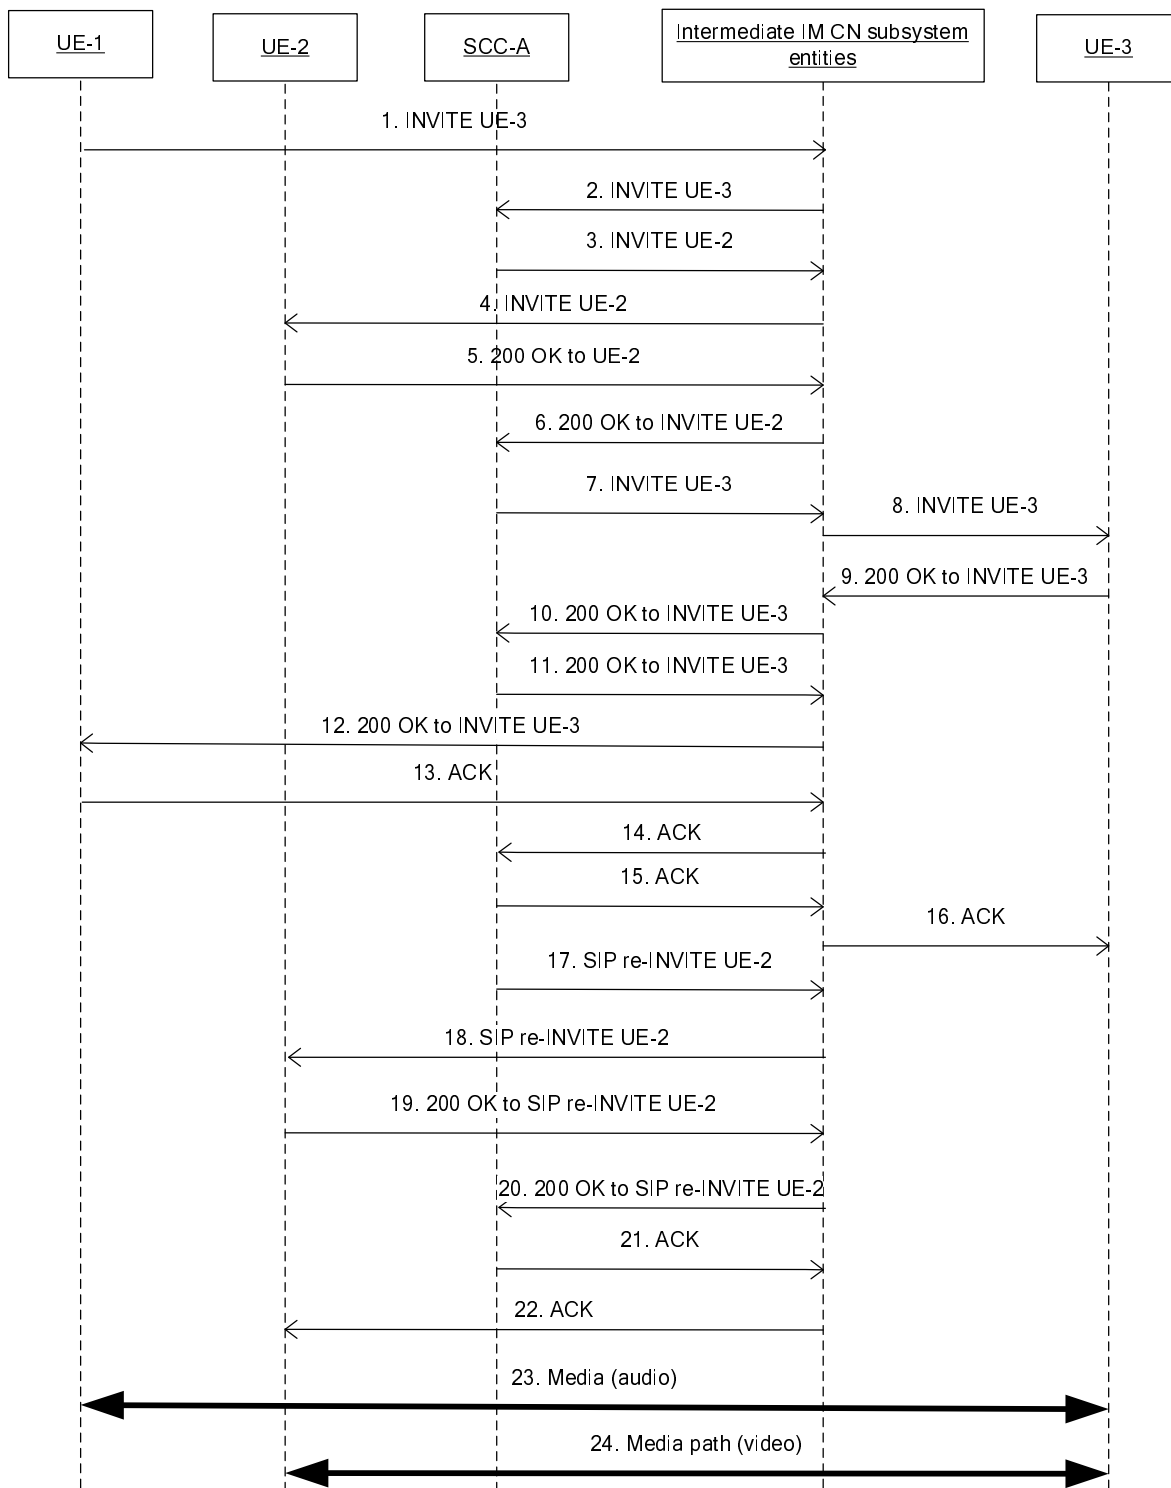 UE-1
UE-2
SCC-A
Intermediate IM CN subsystem
entities
UE-3
1. INVITE UE-3
2. INVITE UE-3
3. INVITE UE-2
4. INVITE UE-2
5. 200 OK to UE-2
6. 200 OK to INVITE UE-2
7. INVITE UE-3
8. INVITE UE-3
9. 200 OK to INVITE UE-3
10. 200 OK to INVITE UE-3
11. 200 OK to INVITE UE-3
12. 200 OK to INVITE UE-3
13. ACK
14. ACK
15. ACK
16. ACK
17. SIP re-INVITE UE-2
18. SIP re-INVITE UE-2
19. 200 OK to SIP re-INVITE UE-2
20. 200 OK to SIP re-INVITE UE-2
21. ACK
22. ACK
23. Media (audio)
24. Media path (video)